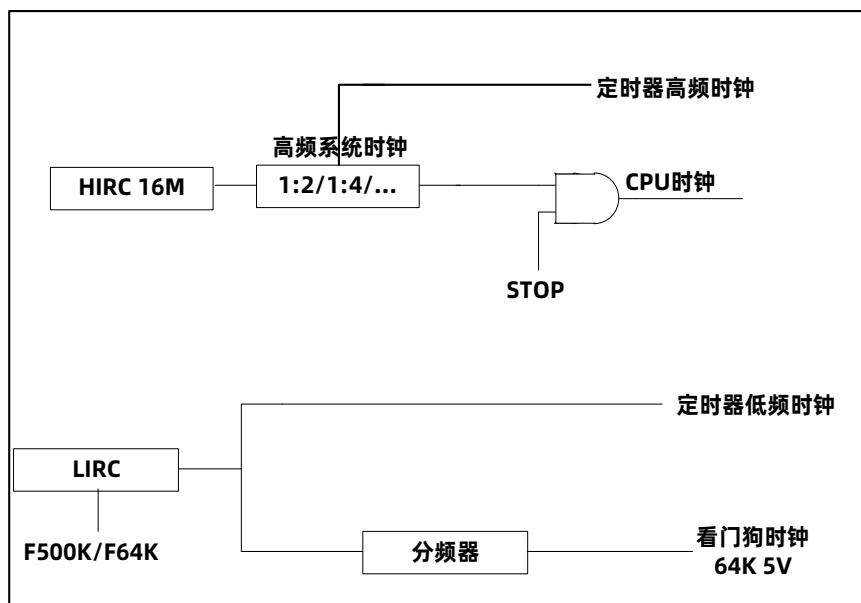 定时器高频时钟
高频系统时钟
HIRC 16M
1:2/1:4/...
CPU时钟
STOP
定时器低频时钟
LIRC
F500K/F64K
分频器
看门狗时钟
64K 5V